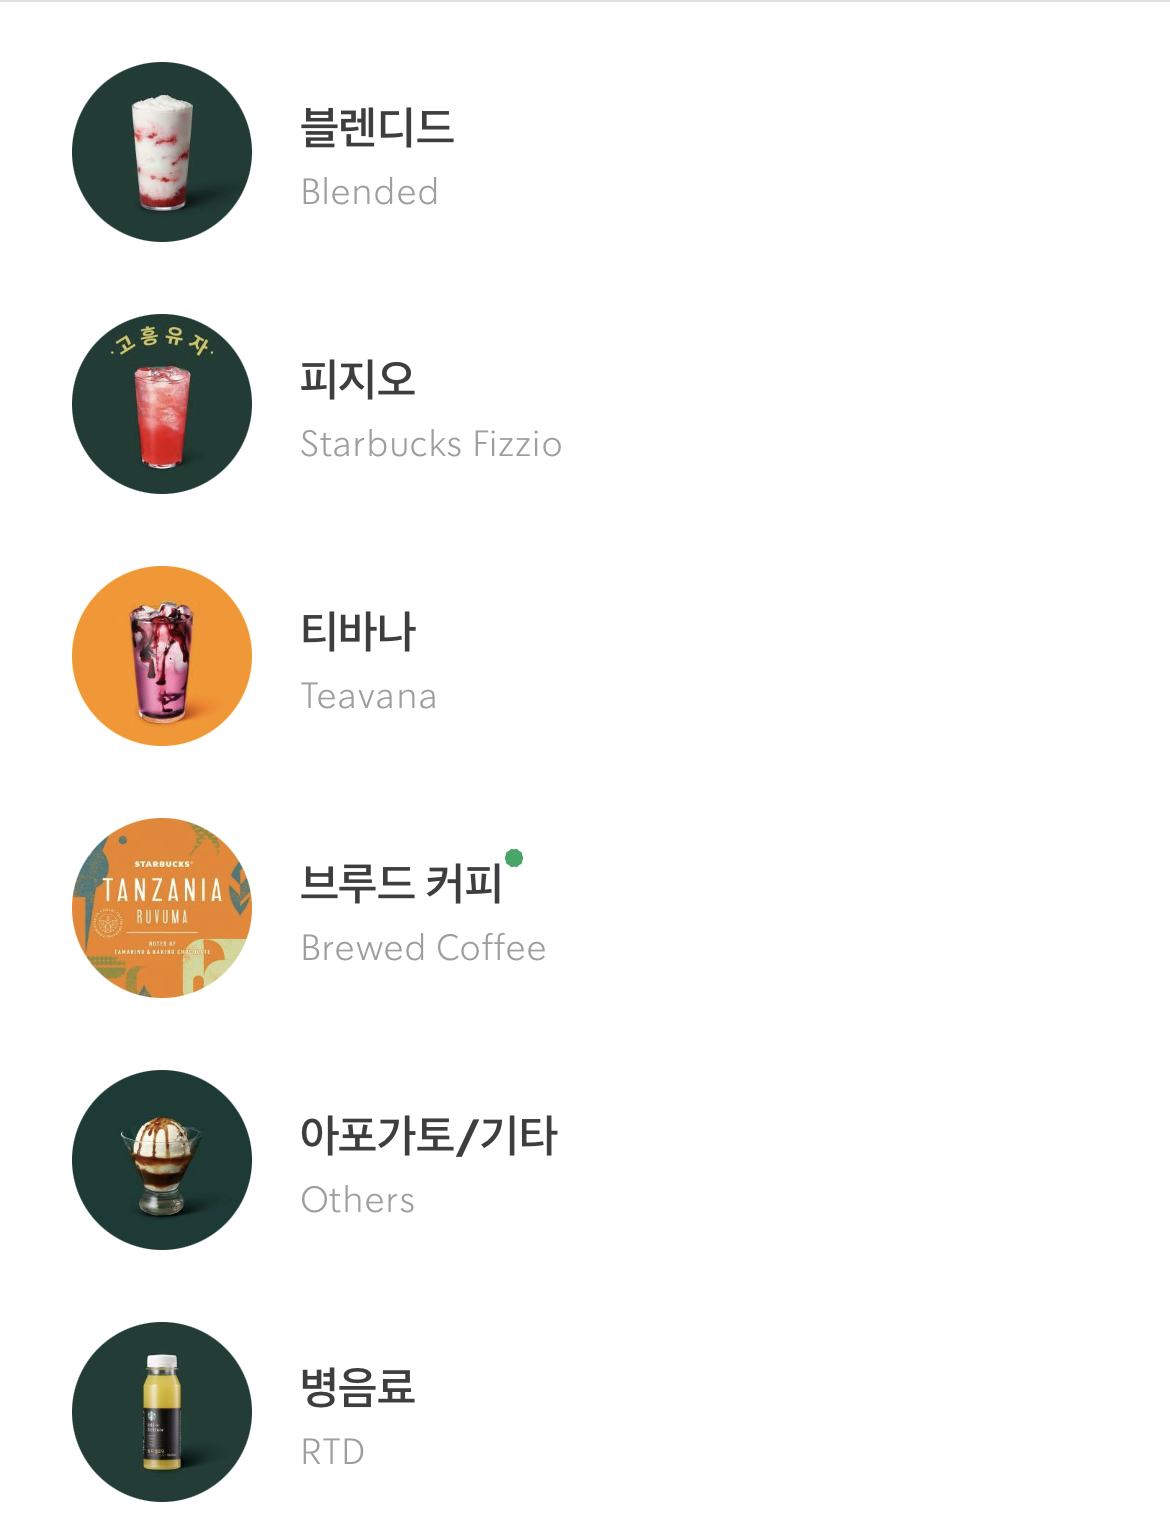 블렌디드
Blended
·고흥유자·
피지오
Starbucks Fizzio
티바나
Teavana
STARBUCKS®
TANZANIA
RUVUMA
NOTES OF
TAMARIND & BAKING CHOCOLATE
브루드 커피
Brewed Coffee
아포가토/기타
Others
병음료
RTD